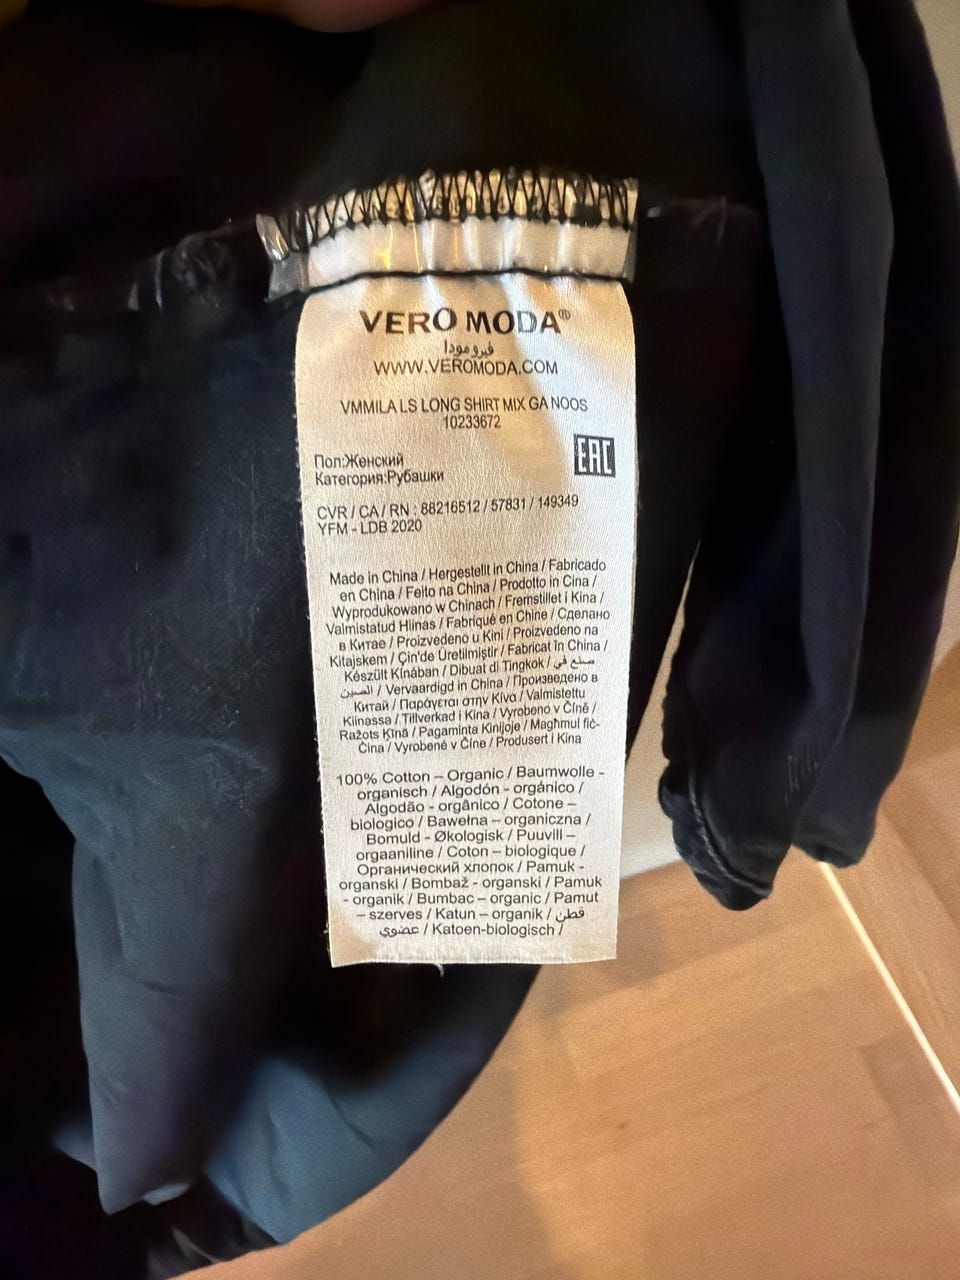 VERO MODA®
فيرومودا
WWW.VEROMODA.COM
VMMILA LS LONG SHIRT MIX GA NOOS
10233672
EAC
Пол:Женский
Категория:Рубашки
CVR / CA / RN : 88216512 / 57831 / 149349
YFM - LDB 2020
Made in China / Hergestellt in China / Fabricado
en China / Feito na China / Prodotto in Cina /
Wyprodukowano w Chinach / Fremstillet i Kina /
Valmistatud Hiinas / Fabriqué en Chine / Сделано
в Китае / Proizvedeno u Kini / Proizvedeno na
Kitajskem / Çin'de Üretilmiştir / Fabricat în China /
Készült Kínában / Dibuat di Tingkok / صنع في
الصين / Vervaardigd in China / Произведено в
Китай / Παράγεται στην Κίνα / Valmistettu
Kiinassa / Tillverkad i Kina / Vyrobeno v Číně /
Ražots Ķīnā / Pagaminta Kinijoje / Magħmul fiċ-
Ċina / Vyrobené v Číne / Produsert i Kina
100% Cotton – Organic / Baumwolle -
organisch / Algodón - orgánico /
Algodão - orgânico / Cotone –
biologico / Bawełna – organiczna /
Bomuld - Økologisk / Puuvill –
orgaaniline / Coton – biologique /
Органический хлопок / Pamuk -
organski / Bombaž - organski / Pamuk
- organik / Bumbac – organic / Pamut
– szerves / Katun – organik / قطن
عضوي / Katoen-biologisch /